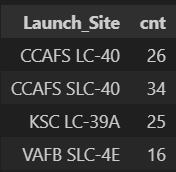 Launch_Site cnt
CCAFS LC-40 26
CCAFS SLC-40 34
KSC LC-39A 25
VAFB SLC-4E 16